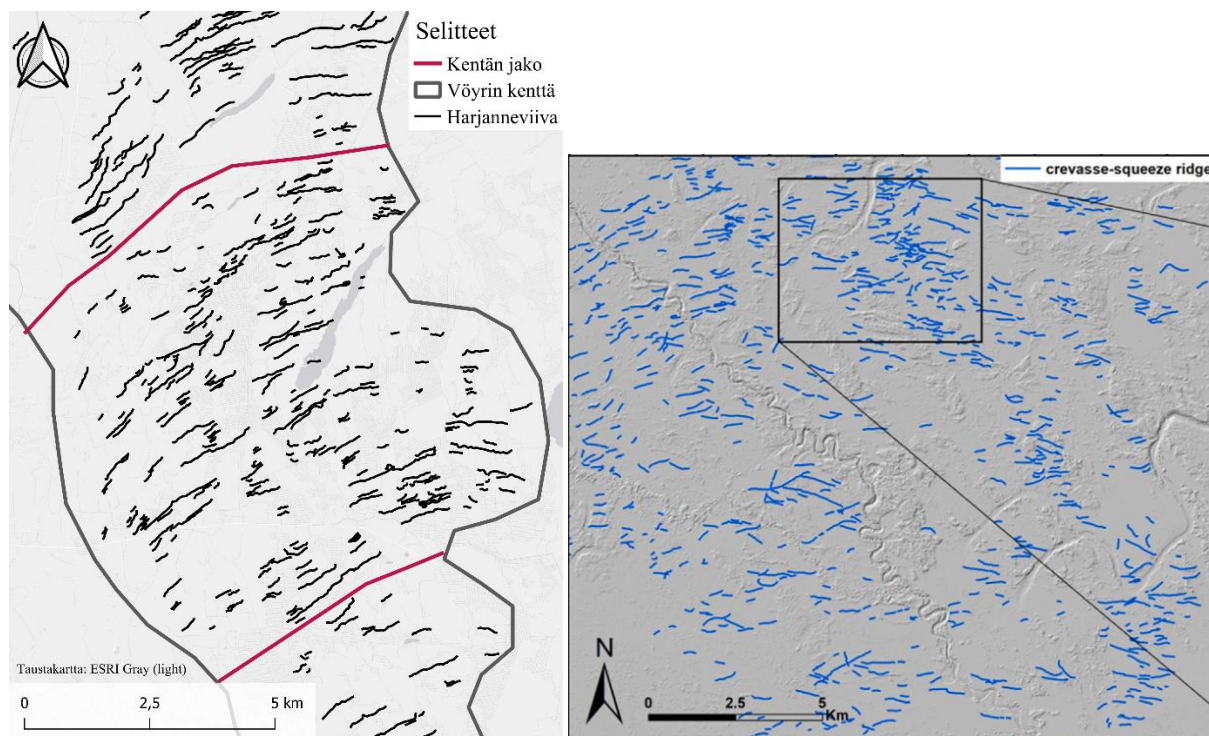 Selitteet
Kentän jako
Vöyrin kenttä
Harjanneviiva
Taustakartta: ESRI Gray (light)
0 2,5 5 km
crevasse-squeeze ridge
N
0 2.5 5
Km